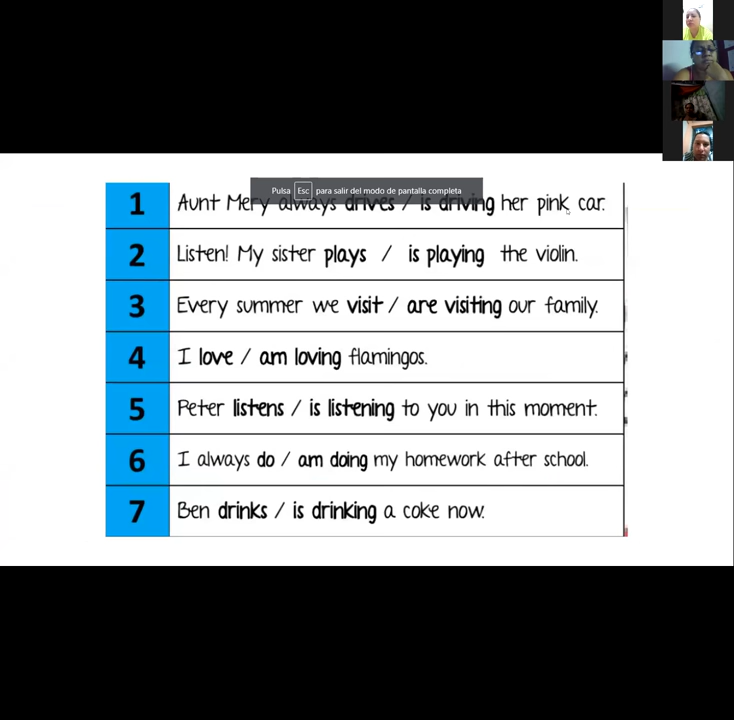 Pulsa Esc para salir del modo de pantalla completa
1 Aunt Mery always drives / is driving her pink car.
2 Listen! My sister plays / is playing the violin.
3 Every summer we visit / are visiting our family.
4 I love / am loving flamingos.
5 Peter listens / is listening to you in this moment.
6 I always do / am doing my homework after school.
7 Ben drinks / is drinking a coke now.